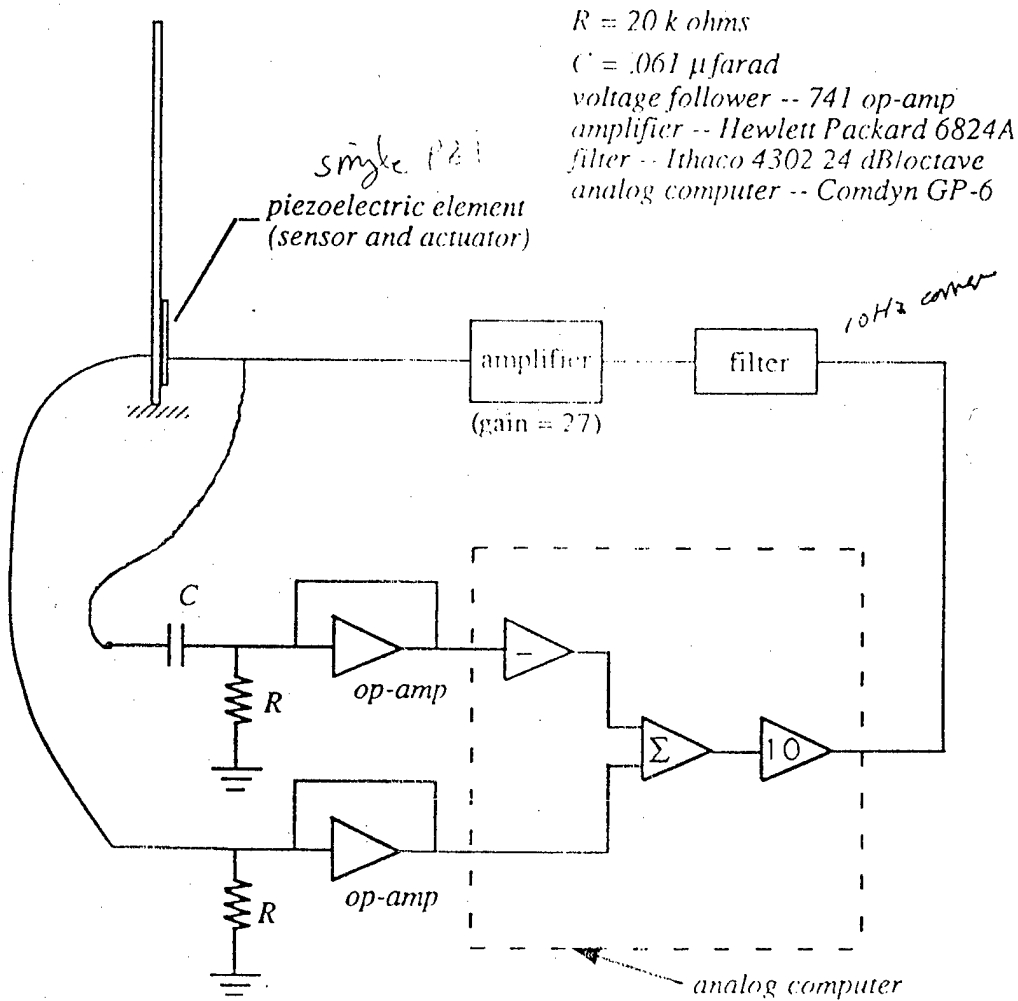 R = 20 k ohms
C = .061 μfarad
voltage follower -- 741 op-amp
amplifier -- Hewlett Packard 6824A
filter -- Ithaco 4302 24 dB/octave
analog computer -- Comdyn GP-6
single
piezoelectric element
(sensor and actuator)
10Hz corner
amplifier
filter
(gain = 27)
C
R
op-amp
−
Σ
10
R
op-amp
analog computer